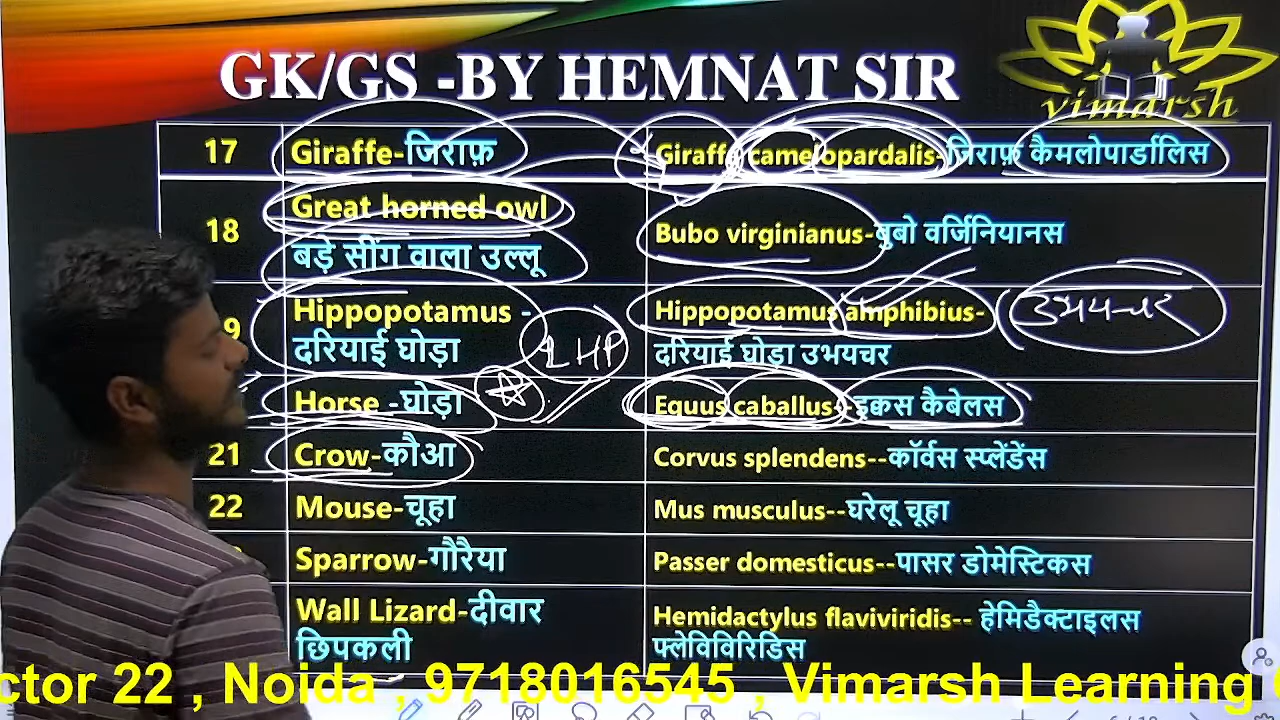 GK/GS -BY HEMNAT SIR
vimarsh
17 Giraffe-जिराफ़ Giraffa camelopardalis-जिराफ़ कैमलोपार्डालिस
18 Great horned owl
बड़े सींग वाला उल्लू
Bubo virginianus-बुबो वर्जिनियानस
9 Hippopotamus -
दरियाई घोड़ा
Hippopotamus amphibius-
दरियाई घोड़ा उभयचर
उभयचर
LHP
Horse -घोड़ा Equus caballus--इक्वस कैबेलस
21 Crow-कौआ Corvus splendens--कॉर्वस स्प्लेंडेंस
22 Mouse-चूहा Mus musculus--घरेलू चूहा
Sparrow-गौरैया Passer domesticus--पासर डोमेस्टिकस
Wall Lizard-दीवार
छिपकली
Hemidactylus flaviviridis-- हेमिडैक्टाइलस
फ्लेविविरिडिस
ctor 22 , Noida , 9718016545 , Vimarsh Learning